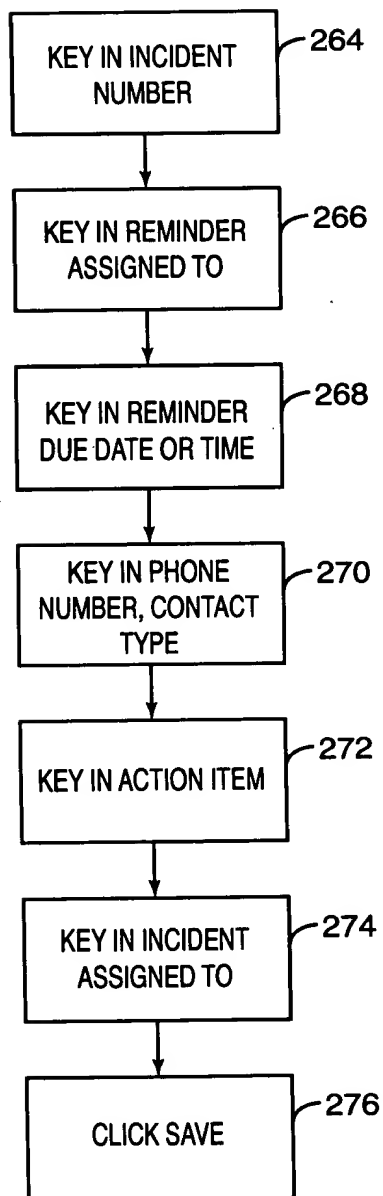 KEY IN INCIDENT
NUMBER
264
KEY IN REMINDER
ASSIGNED TO
266
KEY IN REMINDER
DUE DATE OR TIME
268
KEY IN PHONE
NUMBER, CONTACT
TYPE
270
KEY IN ACTION ITEM
272
KEY IN INCIDENT
ASSIGNED TO
274
CLICK SAVE
276